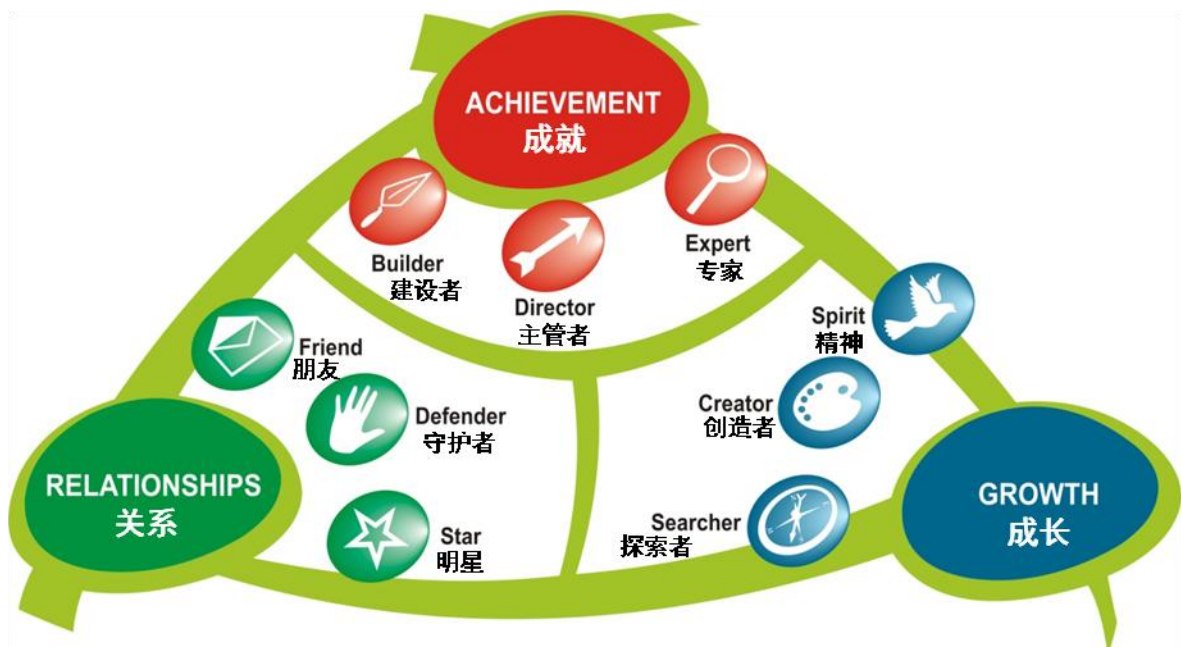 ACHIEVEMENT
成就
Builder
建设者
Director
主管者
Expert
专家
Friend
朋友
Defender
守护者
Star
明星
RELATIONSHIPS
关系
Spirit
精神
Creator
创造者
Searcher
探索者
GROWTH
成长